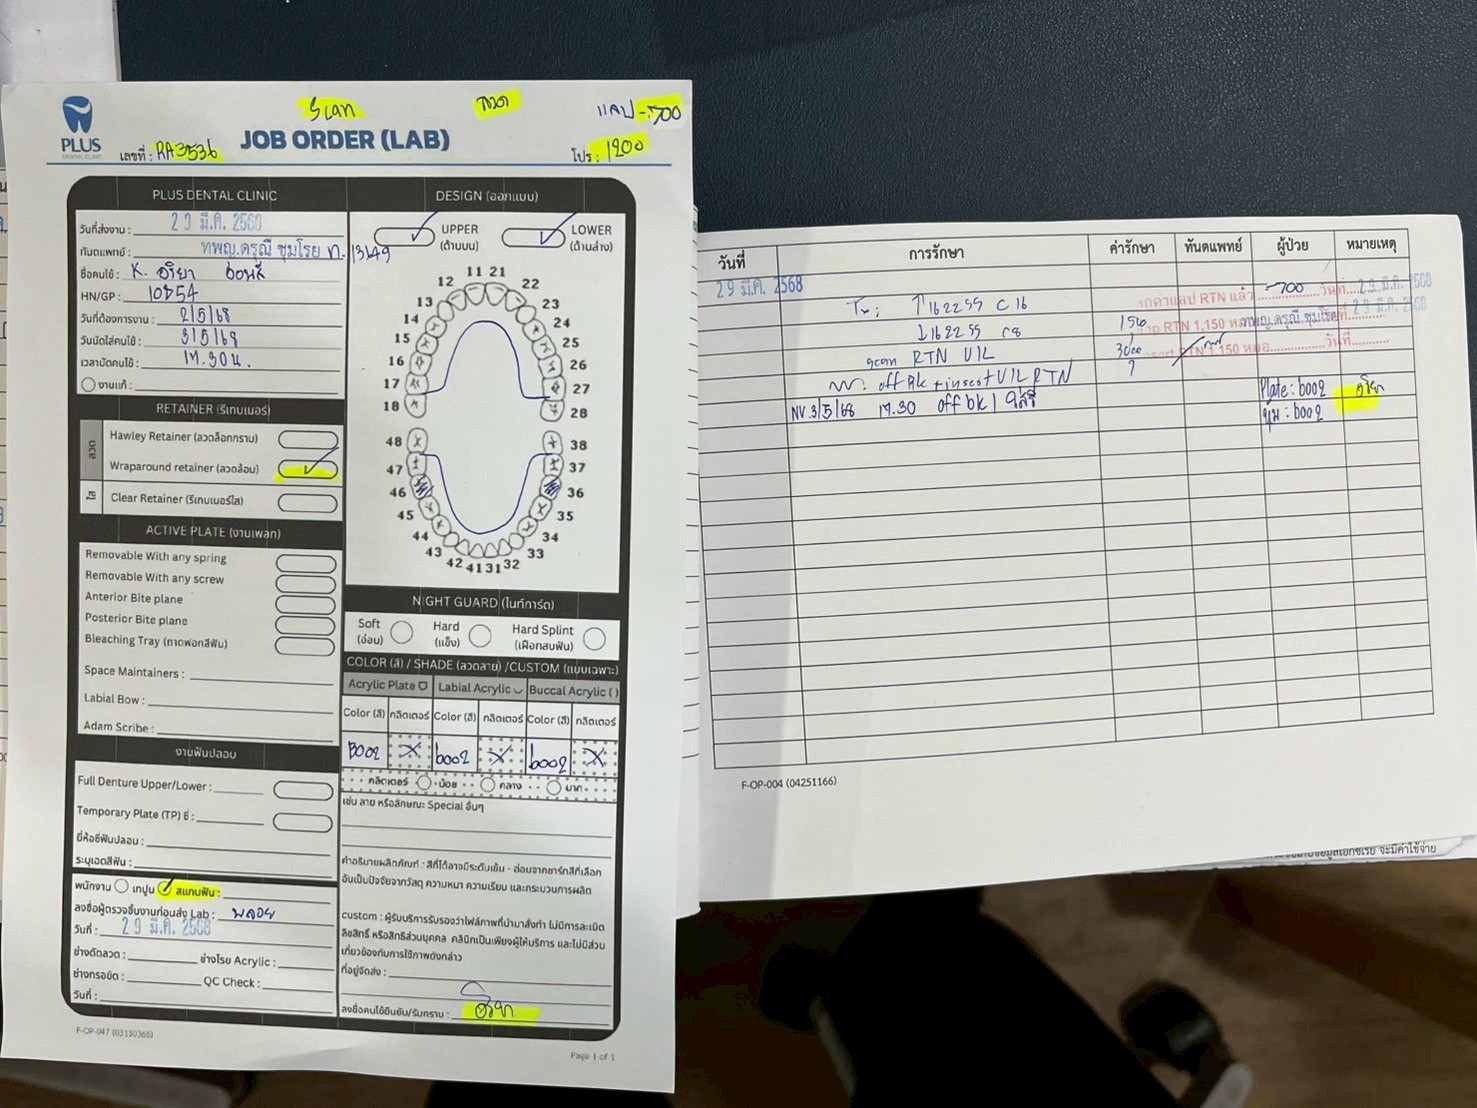 Scan
ลวด
แลป -700
PLUS
DENTAL CLINIC
เลขที่ : RA3536
JOB ORDER (LAB)
โปร : 1200
PLUS DENTAL CLINIC
วันที่ส่งงาน : 29 มี.ค. 2568
ทันตแพทย์ : ทพญ.ดรุณี ชุมโรย ท.
ชื่อคนไข้ : K. อริยา
HN/GP : 10854
วันที่ต้องการงาน : 2/5/68
วันนัดใส่คนไข้ : 3/5/68
เวลานัดคนไข้ : 17.30น.
งานแก้ :
RETAINER (รีเทนเนอร์)
ลวด
Hawley Retainer (ลวดล็อกกราม)
Wraparound retainer (ลวดล้อม)
ใส
Clear Retainer (รีเทนเนอร์ใส)
ACTIVE PLATE (งานเพลท)
Removable With any spring
Removable With any screw
Anterior Bite plane
Posterior Bite plane
Bleaching Tray (ถาดฟอกสีฟัน)
Space Maintainers :
Labial Bow :
Adam Scribe :
งานฟันปลอม
Full Denture Upper/Lower :
Temporary Plate (TP) ซี่ :
ยี่ห้อซี่ฟันปลอม :
ระบุเฉดสีฟัน :
พนักงาน เทปูน สแกนฟัน :
ลงชื่อผู้ตรวจชิ้นงานก่อนส่ง Lab : พลอย
วันที่ : 29 มี.ค. 2568
ช่างดัดลวด : ช่างโรย Acrylic :
ช่างกรอขัด : QC Check :
วันที่ :
F-OP-047 (03130366)
DESIGN (ออกแบบ)
UPPER
(ด้านบน)
LOWER
(ด้านล่าง)
11 21
12 22
13 23
14 24
15 25
16 26
17 27
18 28
48 38
47 37
46 36
45 35
44 34
43 33
42 41 31 32
NIGHT GUARD (ไนท์การ์ด)
Soft
(อ่อน)
Hard
(แข็ง)
Hard Splint
(เฝือกสบฟัน)
COLOR (สี) / SHADE (ลวดลาย) /CUSTOM (แบบเฉพาะ)
Acrylic Plate Labial Acrylic Buccal Acrylic ( )
Color (สี) กลิตเตอร์ Color (สี) กลิตเตอร์ Color (สี) กลิตเตอร์
B002 X b002 X b002 X
กลิตเตอร์ น้อย กลาง มาก
เช่น ลาย หรือลักษณะ Special อื่นๆ
คำอธิบายผลิตภัณฑ์ : สีที่ได้อาจมีระดับเข้ม - อ่อนจากชาร์ทสีที่เลือก
อันเป็นปัจจัยจากวัสดุ ความหนา ความเรียบ และกระบวนการผลิต
custom : ผู้รับบริการรับรองว่าไฟล์ภาพที่นำมาสั่งทำ ไม่มีการละเมิด
ลิขสิทธิ์ หรือสิทธิส่วนบุคคล คลินิกเป็นเพียงผู้ให้บริการ และไม่มีส่วน
เกี่ยวข้องกับการใช้ภาพดังกล่าว
ที่อยู่จัดส่ง :
ลงชื่อคนไข้ยืนยัน/รับทราบ : อริยา
Page 1 of 1
วันที่ การรักษา ค่ารักษา ทันตแพทย์ ผู้ป่วย หมายเหตุ
29 มี.ค. 2568
Tx; ↑162255 C 16
↓162255 C8
scan RTN U/L
NV: off Bk + insert U/L RTN
NV 3/5/68 17.30 off bk / ใส่รี
ค่าแลป RTN แล้ว 700 วันที่ 29 มี.ค. 2568
RTN 1,150 ทพญ.ดรุณี ชุมโรย 29 มี.ค. 2568
RTN 1,150 หมอ วันที่
Plate : b002 อริยา
มุม : b002
F-OP-004 (04251166)
จะมีค่าใช้จ่าย